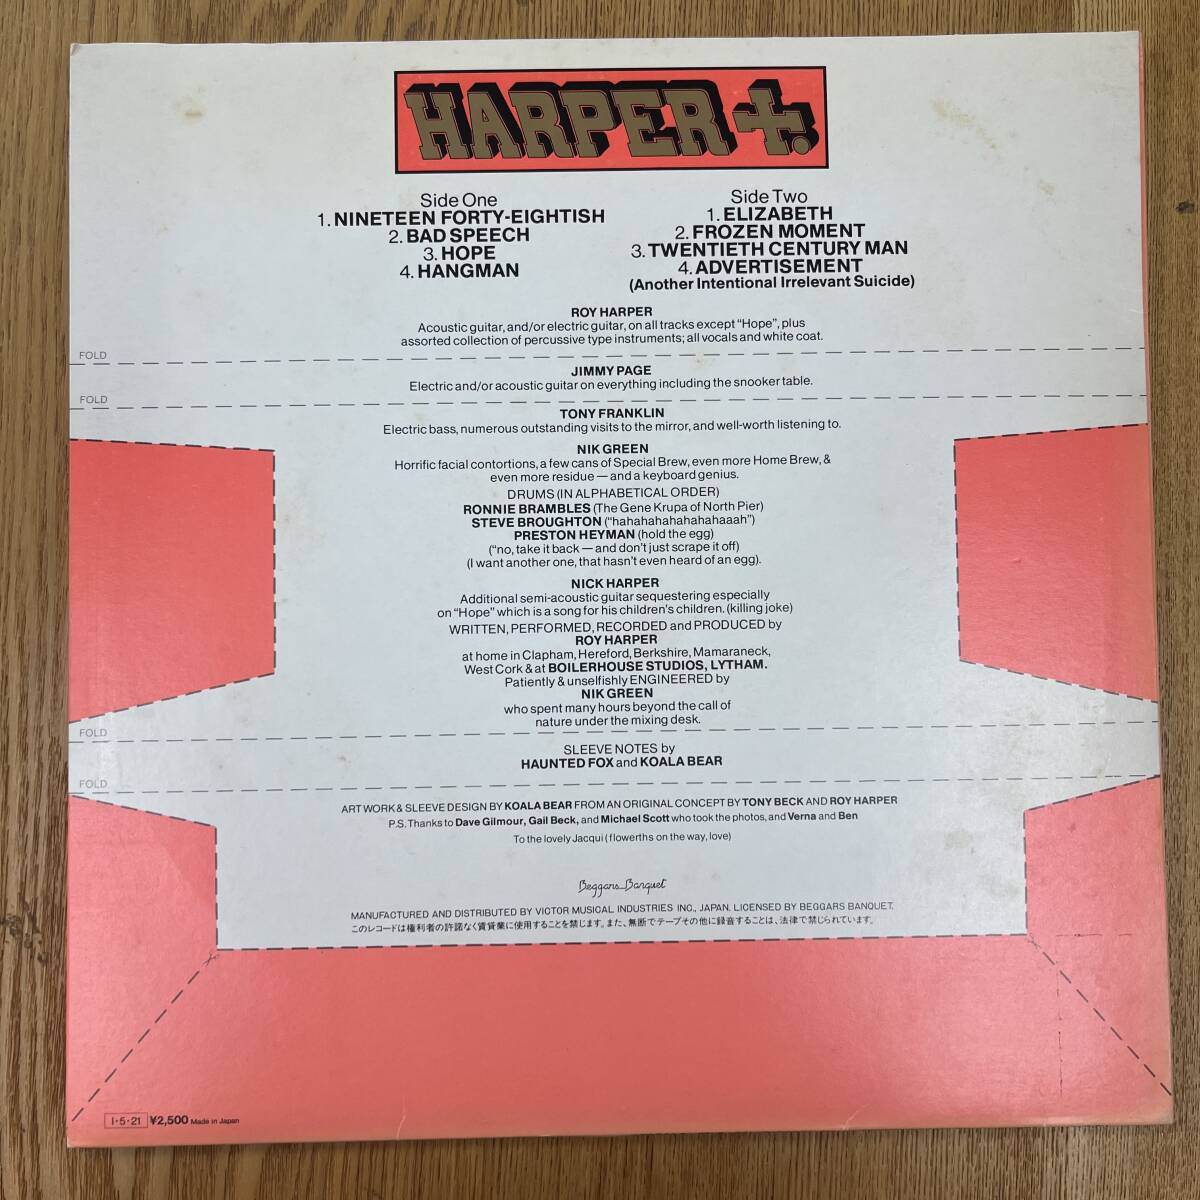 HARPER +.
Side One
1. NINETEEN FORTY-EIGHTISH
2. BAD SPEECH
3. HOPE
4. HANGMAN
Side Two
1. ELIZABETH
2. FROZEN MOMENT
3. TWENTIETH CENTURY MAN
4. ADVERTISEMENT
(Another Intentional Irrelevant Suicide)
ROY HARPER
Acoustic guitar, and/or electric guitar, on all tracks except "Hope", plus
assorted collection of percussive type instruments; all vocals and white coat.
FOLD
JIMMY PAGE
Electric and/or acoustic guitar on everything including the snooker table.
FOLD
TONY FRANKLIN
Electric bass, numerous outstanding visits to the mirror, and well-worth listening to.
NIK GREEN
Horrific facial contortions, a few cans of Special Brew, even more Home Brew, &
even more residue — and a keyboard genius.
DRUMS (IN ALPHABETICAL ORDER)
RONNIE BRAMBLES (The Gene Krupa of North Pier)
STEVE BROUGHTON ("hahahahahahahaaah")
PRESTON HEYMAN (hold the egg)
("no, take it back — and don't just scrape it off)
(I want another one, that hasn't even heard of an egg).
NICK HARPER
Additional semi-acoustic guitar sequestering especially
on "Hope" which is a song for his children's children. (killing joke)
WRITTEN, PERFORMED, RECORDED and PRODUCED by
ROY HARPER
at home in Clapham, Hereford, Berkshire, Mamaraneck,
West Cork & at BOILERHOUSE STUDIOS, LYTHAM.
Patiently & unselfishly ENGINEERED by
NIK GREEN
who spent many hours beyond the call of
nature under the mixing desk.
FOLD
SLEEVE NOTES by
HAUNTED FOX and KOALA BEAR
FOLD
ART WORK & SLEEVE DESIGN BY KOALA BEAR FROM AN ORIGINAL CONCEPT BY TONY BECK AND ROY HARPER
P.S. Thanks to Dave Gilmour, Gail Beck, and Michael Scott who took the photos, and Verna and Ben
To the lovely Jacqui (flowerths on the way, love)
Beggars Banquet
MANUFACTURED AND DISTRIBUTED BY VICTOR MUSICAL INDUSTRIES INC., JAPAN. LICENSED BY BEGGARS BANQUET.
このレコードは権利者の許諾なく賃貸業に使用することを禁じます。また、無断でテープその他に録音することは、法律で禁じられています。
I·5·21 ¥2,500 Made in Japan